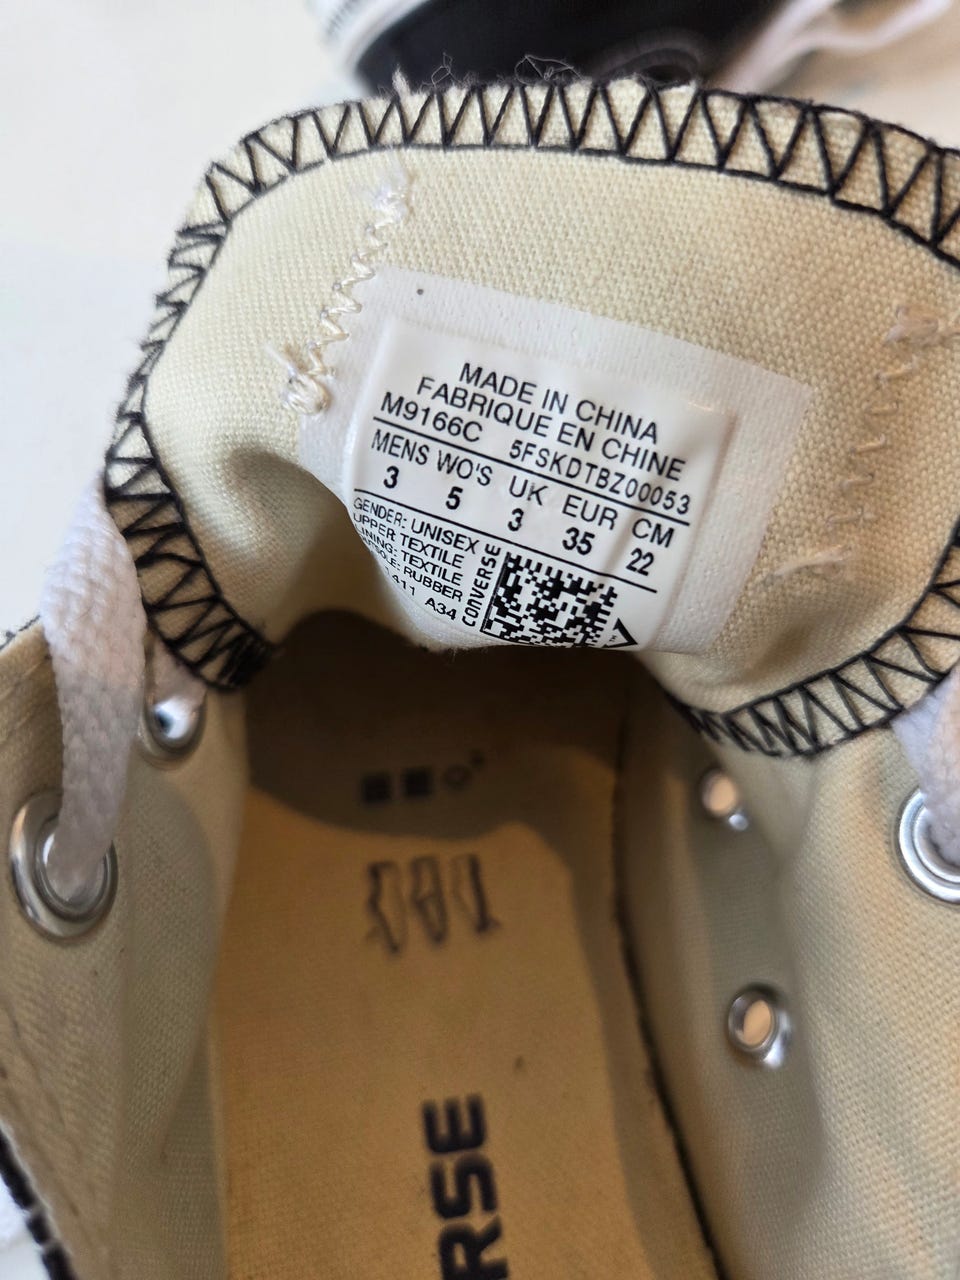 MADE IN CHINA
FABRIQUE EN CHINE
M9166C 5FSKDTBZ00053
MENS WO'S UK EUR CM
3 5 3 35 22
GENDER: UNISEX
UPPER: TEXTILE
LINING: TEXTILE
RUBBER
1411 A34
CONVERSE
RSE